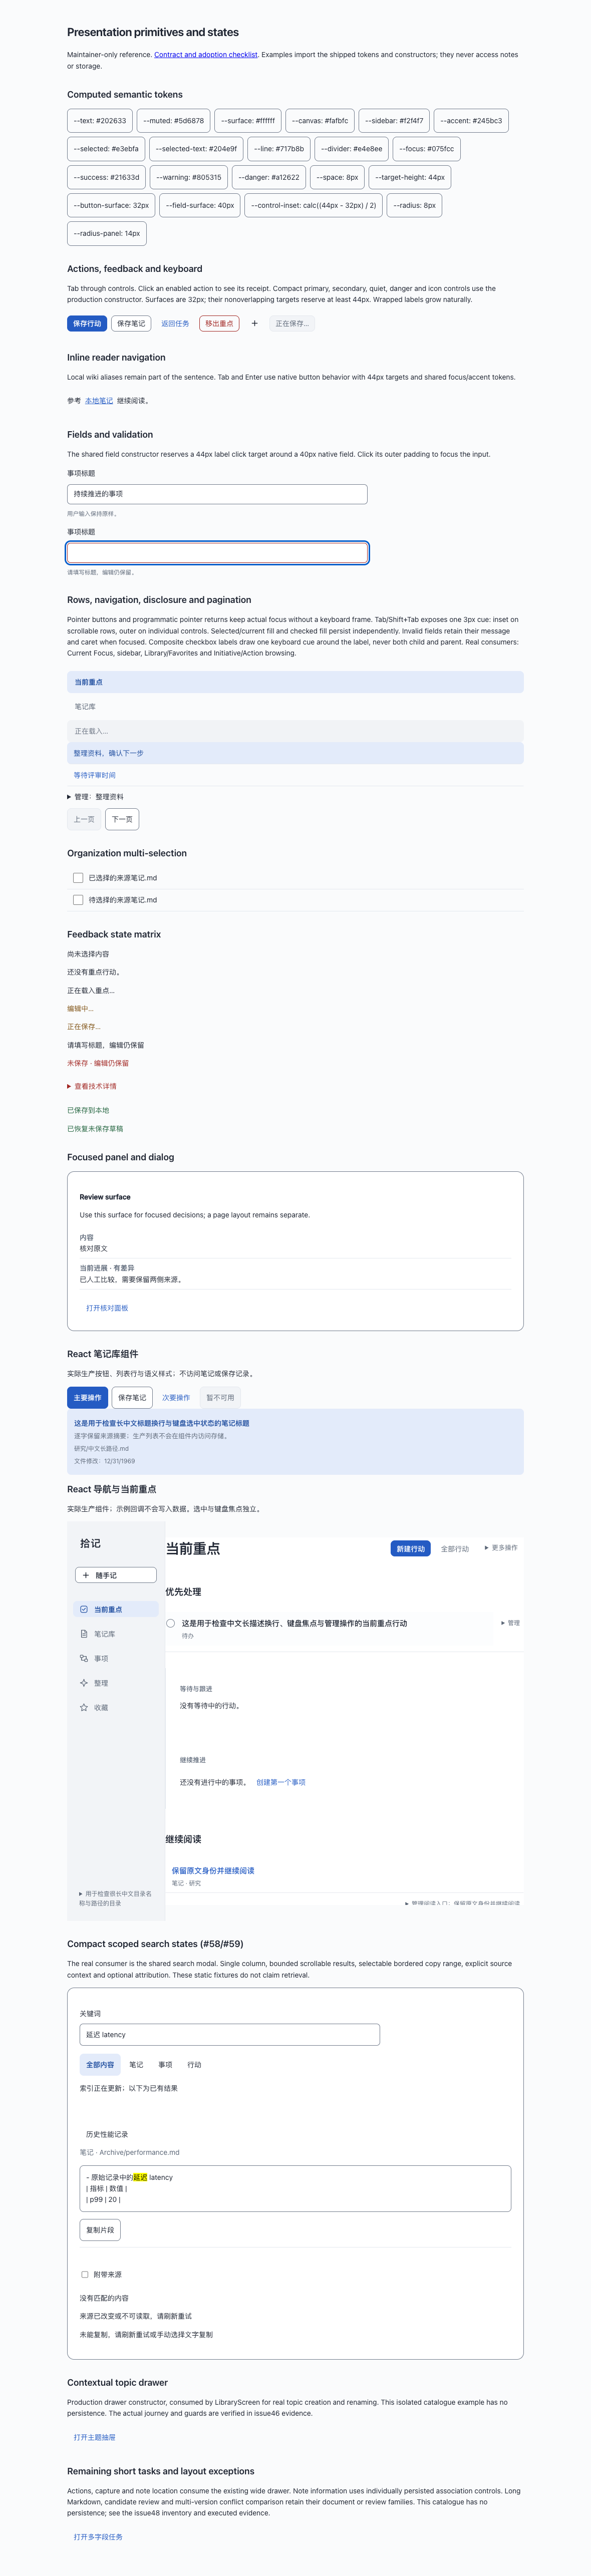 Presentation primitives and states
Maintainer-only reference. Contract and adoption checklist. Examples import the shipped tokens and constructors; they never access notes
or storage.
Computed semantic tokens
--text: #202633 --muted: #5d6878 --surface: #ffffff --canvas: #fafbfc --sidebar: #f2f4f7 --accent: #245bc3
--selected: #e3ebfa --selected-text: #204e9f --line: #717b8b --divider: #e4e8ee --focus: #075fcc
--success: #21633d --warning: #805315 --danger: #a12622 --space: 8px --target-height: 44px
--button-surface: 32px --field-surface: 40px --control-inset: calc((44px - 32px) / 2) --radius: 8px
--radius-panel: 14px
Actions, feedback and keyboard
Tab through controls. Click an enabled action to see its receipt. Compact primary, secondary, quiet, danger and icon controls use the
production constructor. Surfaces are 32px; their nonoverlapping targets reserve at least 44px. Wrapped labels grow naturally.
保存行动 保存笔记 返回任务 移出重点 + 正在保存…
Inline reader navigation
Local wiki aliases remain part of the sentence. Tab and Enter use native button behavior with 44px targets and shared focus/accent tokens.
参考 本地笔记 继续阅读。
Fields and validation
The shared field constructor reserves a 44px label click target around a 40px native field. Click its outer padding to focus the input.
事项标题
持续推进的事项
用户输入保持原样。
事项标题
请填写标题，编辑仍保留。
Rows, navigation, disclosure and pagination
Pointer buttons and programmatic pointer returns keep actual focus without a keyboard frame. Tab/Shift+Tab exposes one 3px cue: inset on
scrollable rows, outer on individual controls. Selected/current fill and checked fill persist independently. Invalid fields retain their message
and caret when focused. Composite checkbox labels draw one keyboard cue around the label, never both child and parent. Real consumers:
Current Focus, sidebar, Library/Favorites and Initiative/Action browsing.
当前重点
笔记库
正在载入…
整理资料，确认下一步
等待评审时间
▶ 管理：整理资料
上一页 下一页
Organization multi-selection
已选择的来源笔记.md
待选择的来源笔记.md
Feedback state matrix
尚未选择内容
还没有重点行动。
正在载入重点…
编辑中…
正在保存…
请填写标题，编辑仍保留
未保存 · 编辑仍保留
▶ 查看技术详情
已保存到本地
已恢复未保存草稿
Focused panel and dialog
Review surface
Use this surface for focused decisions; a page layout remains separate.
内容
核对原文
当前进展 · 有差异
已人工比较，需要保留两侧来源。
打开核对面板
React 笔记库组件
实际生产按钮、列表行与语义样式；不访问笔记或保存记录。
主要操作 保存笔记 次要操作 暂不可用
这是用于检查长中文标题换行与键盘选中状态的笔记标题
逐字保留来源摘要；生产列表不会在组件内访问存储。
研究/中文长路径.md
文件修改：12/31/1969
React 导航与当前重点
实际生产组件；示例回调不会写入数据。选中与键盘焦点独立。
拾记
+ 随手记
当前重点
笔记库
事项
整理
收藏
▶ 用于检查很长中文目录名
称与路径的目录
当前重点
新建行动 全部行动 ▶ 更多操作
优先处理
这是用于检查中文长描述换行、键盘焦点与管理操作的当前重点行动
待办
▶ 管理
等待与跟进
没有等待中的行动。
继续推进
还没有进行中的事项。 创建第一个事项
继续阅读
保留原文身份并继续阅读
笔记 · 研究
▶ 管理阅读入口：保留原文身份并继续阅读
Compact scoped search states (#58/#59)
The real consumer is the shared search modal. Single column, bounded scrollable results, selectable bordered copy range, explicit source
context and optional attribution. These static fixtures do not claim retrieval.
关键词
延迟 latency
全部内容 笔记 事项 行动
索引正在更新；以下为已有结果
历史性能记录
笔记 · Archive/performance.md
- 原始记录中的延迟 latency
| 指标 | 数值 |
| p99 | 20 |
复制片段
附带来源
没有匹配的内容
来源已改变或不可读取，请刷新重试
未能复制，请刷新重试或手动选择文字复制
Contextual topic drawer
Production drawer constructor, consumed by LibraryScreen for real topic creation and renaming. This isolated catalogue example has no
persistence. The actual journey and guards are verified in issue46 evidence.
打开主题抽屉
Remaining short tasks and layout exceptions
Actions, capture and note location consume the existing wide drawer. Note information uses individually persisted association controls. Long
Markdown, candidate review and multi-version conflict comparison retain their document or review families. This catalogue has no
persistence; see the issue48 inventory and executed evidence.
打开多字段任务